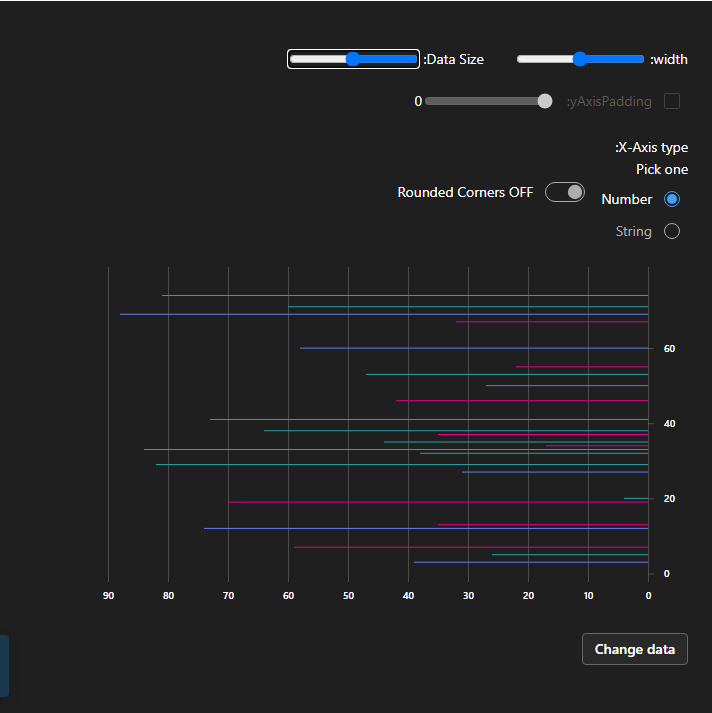 :width
:Data Size
:yAxisPadding
0
:X-Axis type
Pick one
Number
Rounded Corners OFF
String
60
40
20
0
90 80 70 60 50 40 30 20 10 0
Change data